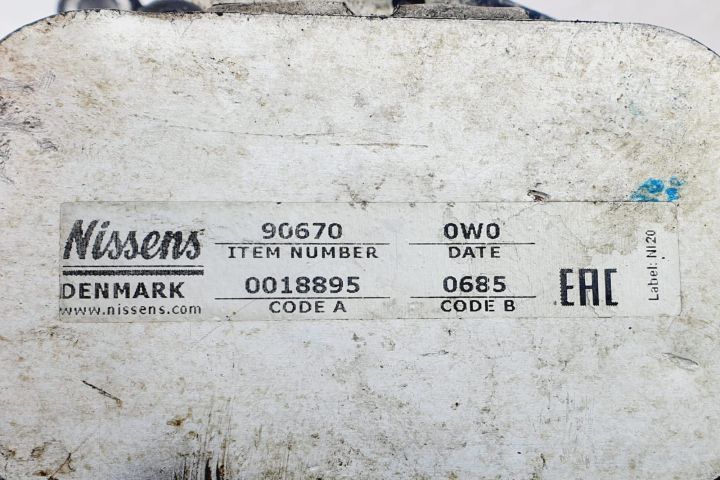 Nissens
DENMARK
www.nissens.com
90670
ITEM NUMBER
0018895
CODE A
0W0
DATE
0685
CODE B
EAC
Label: NI20